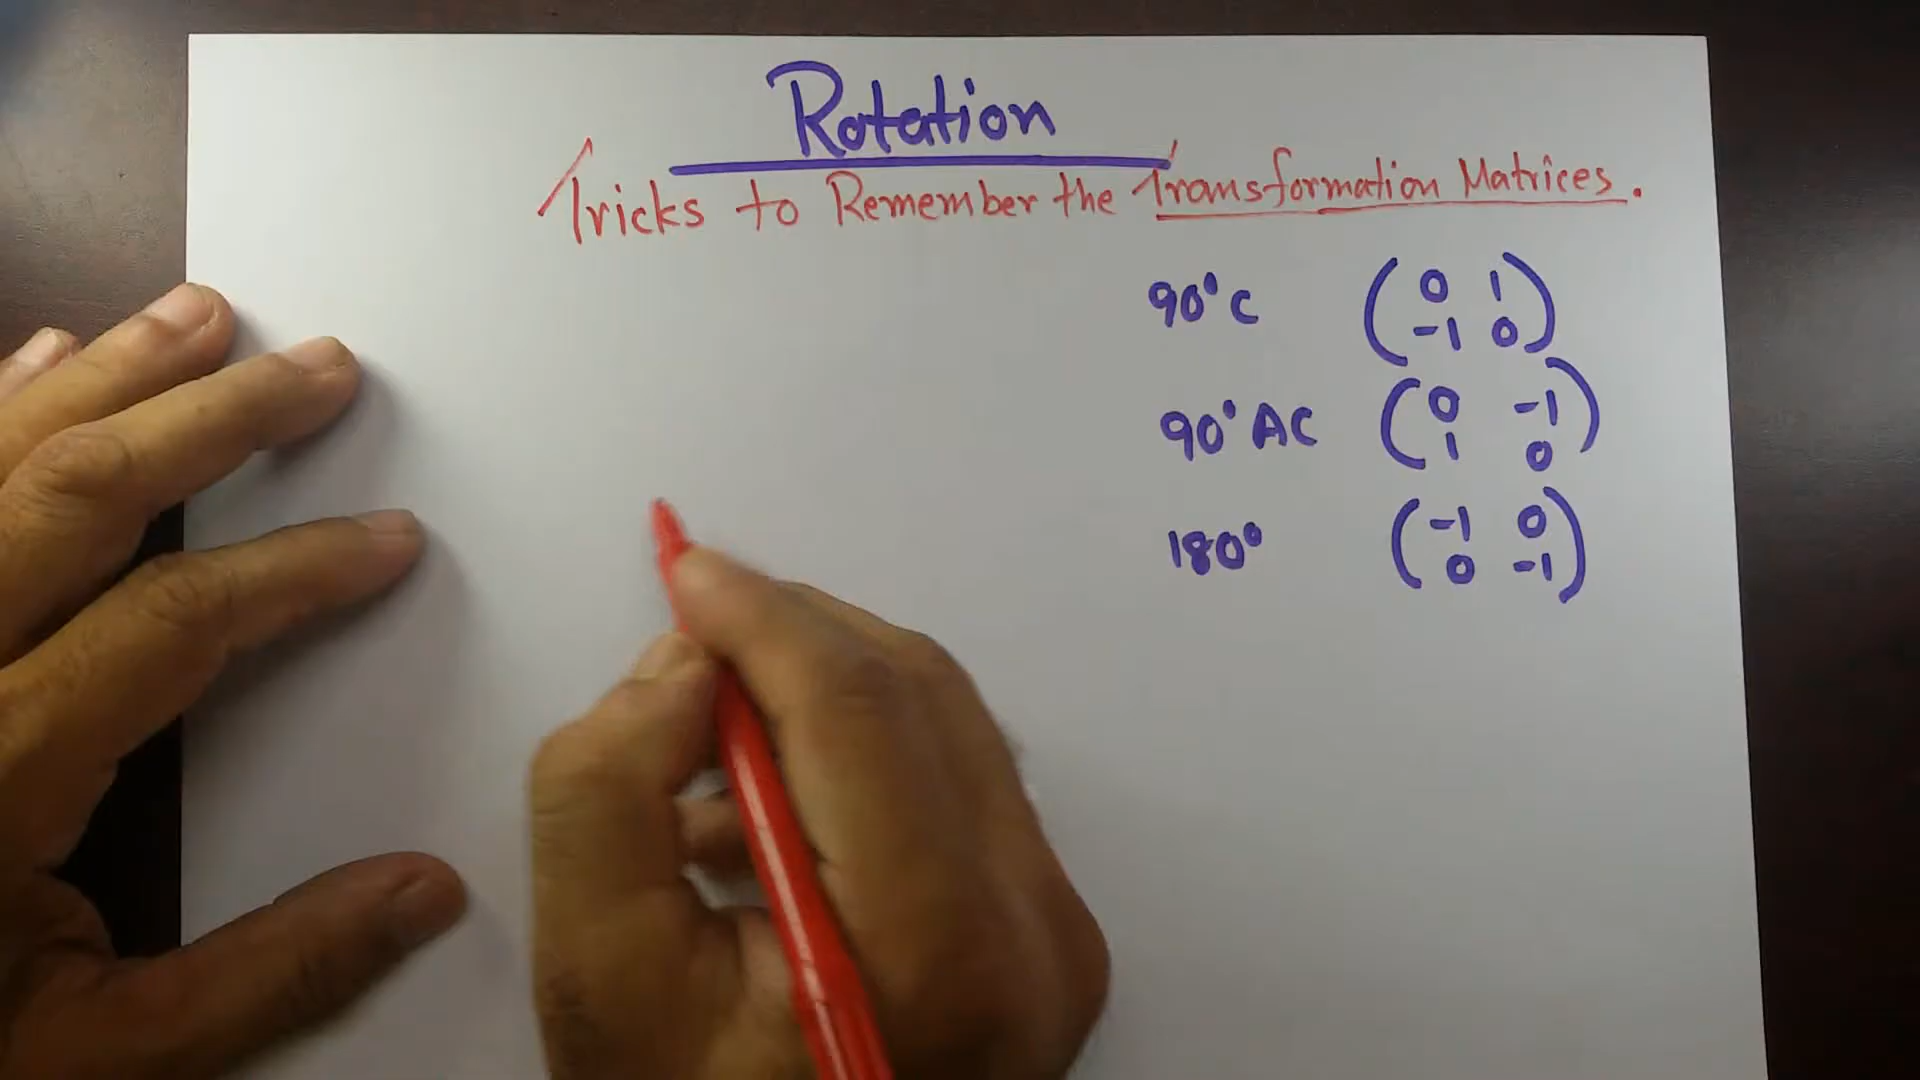 Rotation
Tricks to Remember the Transformation Matrices.
90°C (0 1
-1 0)
90°AC (0 -1
1 0)
180° (-1 0
0 -1)